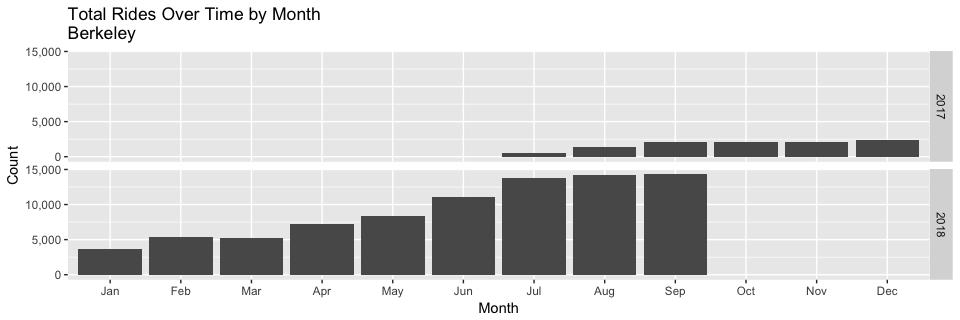 Total Rides Over Time by Month
Berkeley
15,000
10,000
5,000
0
2017
15,000
10,000
5,000
0
2018
Count
Jan Feb Mar Apr May Jun Jul Aug Sep Oct Nov Dec
Month